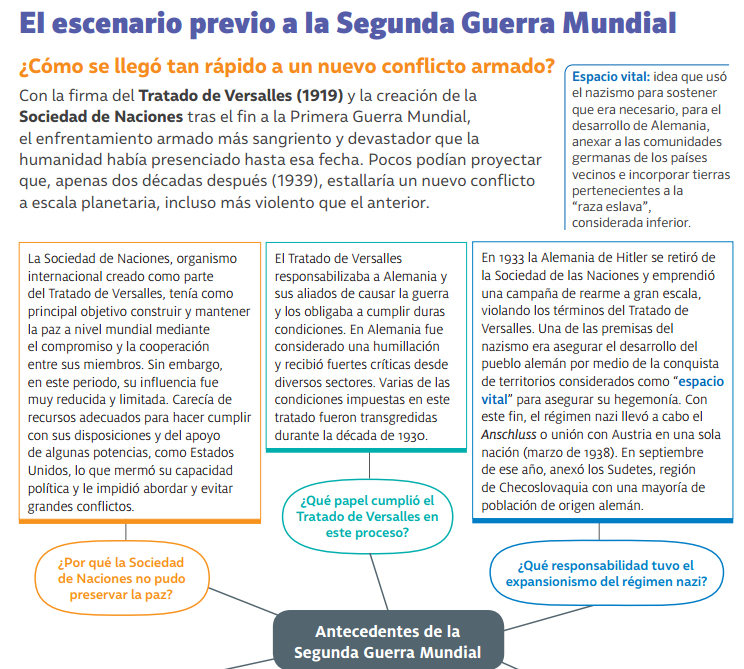 El escenario previo a la Segunda Guerra Mundial
¿Cómo se llegó tan rápido a un nuevo conflicto armado?
Con la firma del Tratado de Versalles (1919) y la creación de la
Sociedad de Naciones tras el fin a la Primera Guerra Mundial,
el enfrentamiento armado más sangriento y devastador que la
humanidad había presenciado hasta esa fecha. Pocos podían proyectar
que, apenas dos décadas después (1939), estallaría un nuevo conflicto
a escala planetaria, incluso más violento que el anterior.
Espacio vital: idea que usó
el nazismo para sostener
que era necesario, para el
desarrollo de Alemania,
anexar a las comunidades
germanas de los países
vecinos e incorporar tierras
pertenecientes a la
“raza eslava”,
considerada inferior.
La Sociedad de Naciones, organismo
internacional creado como parte
del Tratado de Versalles, tenía como
principal objetivo construir y mantener
la paz a nivel mundial mediante
el compromiso y la cooperación
entre sus miembros. Sin embargo,
en este periodo, su influencia fue
muy reducida y limitada. Carecía de
recursos adecuados para hacer cumplir
con sus disposiciones y del apoyo
de algunas potencias, como Estados
Unidos, lo que mermó su capacidad
política y le impidió abordar y evitar
grandes conflictos.
¿Por qué la Sociedad
de Naciones no pudo
preservar la paz?
El Tratado de Versalles
responsabilizaba a Alemania y
sus aliados de causar la guerra
y los obligaba a cumplir duras
condiciones. En Alemania fue
considerado una humillación
y recibió fuertes críticas desde
diversos sectores. Varias de las
condiciones impuestas en este
tratado fueron transgredidas
durante la década de 1930.
¿Qué papel cumplió el
Tratado de Versalles en
este proceso?
En 1933 la Alemania de Hitler se retiró de
la Sociedad de las Naciones y emprendió
una campaña de rearme a gran escala,
violando los términos del Tratado de
Versalles. Una de las premisas del
nazismo era asegurar el desarrollo del
pueblo alemán por medio de la conquista
de territorios considerados como “espacio
vital” para asegurar su hegemonía. Con
este fin, el régimen nazi llevó a cabo el
Anschluss o unión con Austria en una sola
nación (marzo de 1938). En septiembre
de ese año, anexó los Sudetes, región
de Checoslovaquia con una mayoría de
población de origen alemán.
¿Qué responsabilidad tuvo el
expansionismo del régimen nazi?
Antecedentes de la
Segunda Guerra Mundial